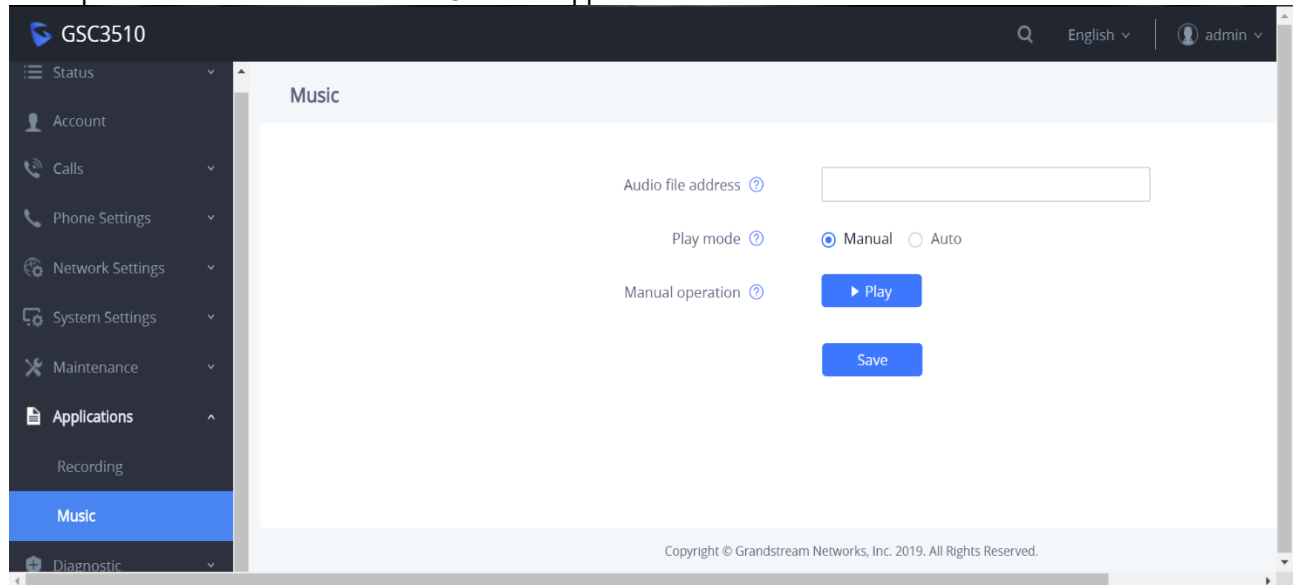 GSC3510
English
admin
Status
Account
Calls
Phone Settings
Network Settings
System Settings
Maintenance
Applications
Recording
Music
Diagnostic
Music
Audio file address ?
Play mode ?
Manual Auto
Manual operation ?
Play
Save
Copyright © Grandstream Networks, Inc. 2019. All Rights Reserved.